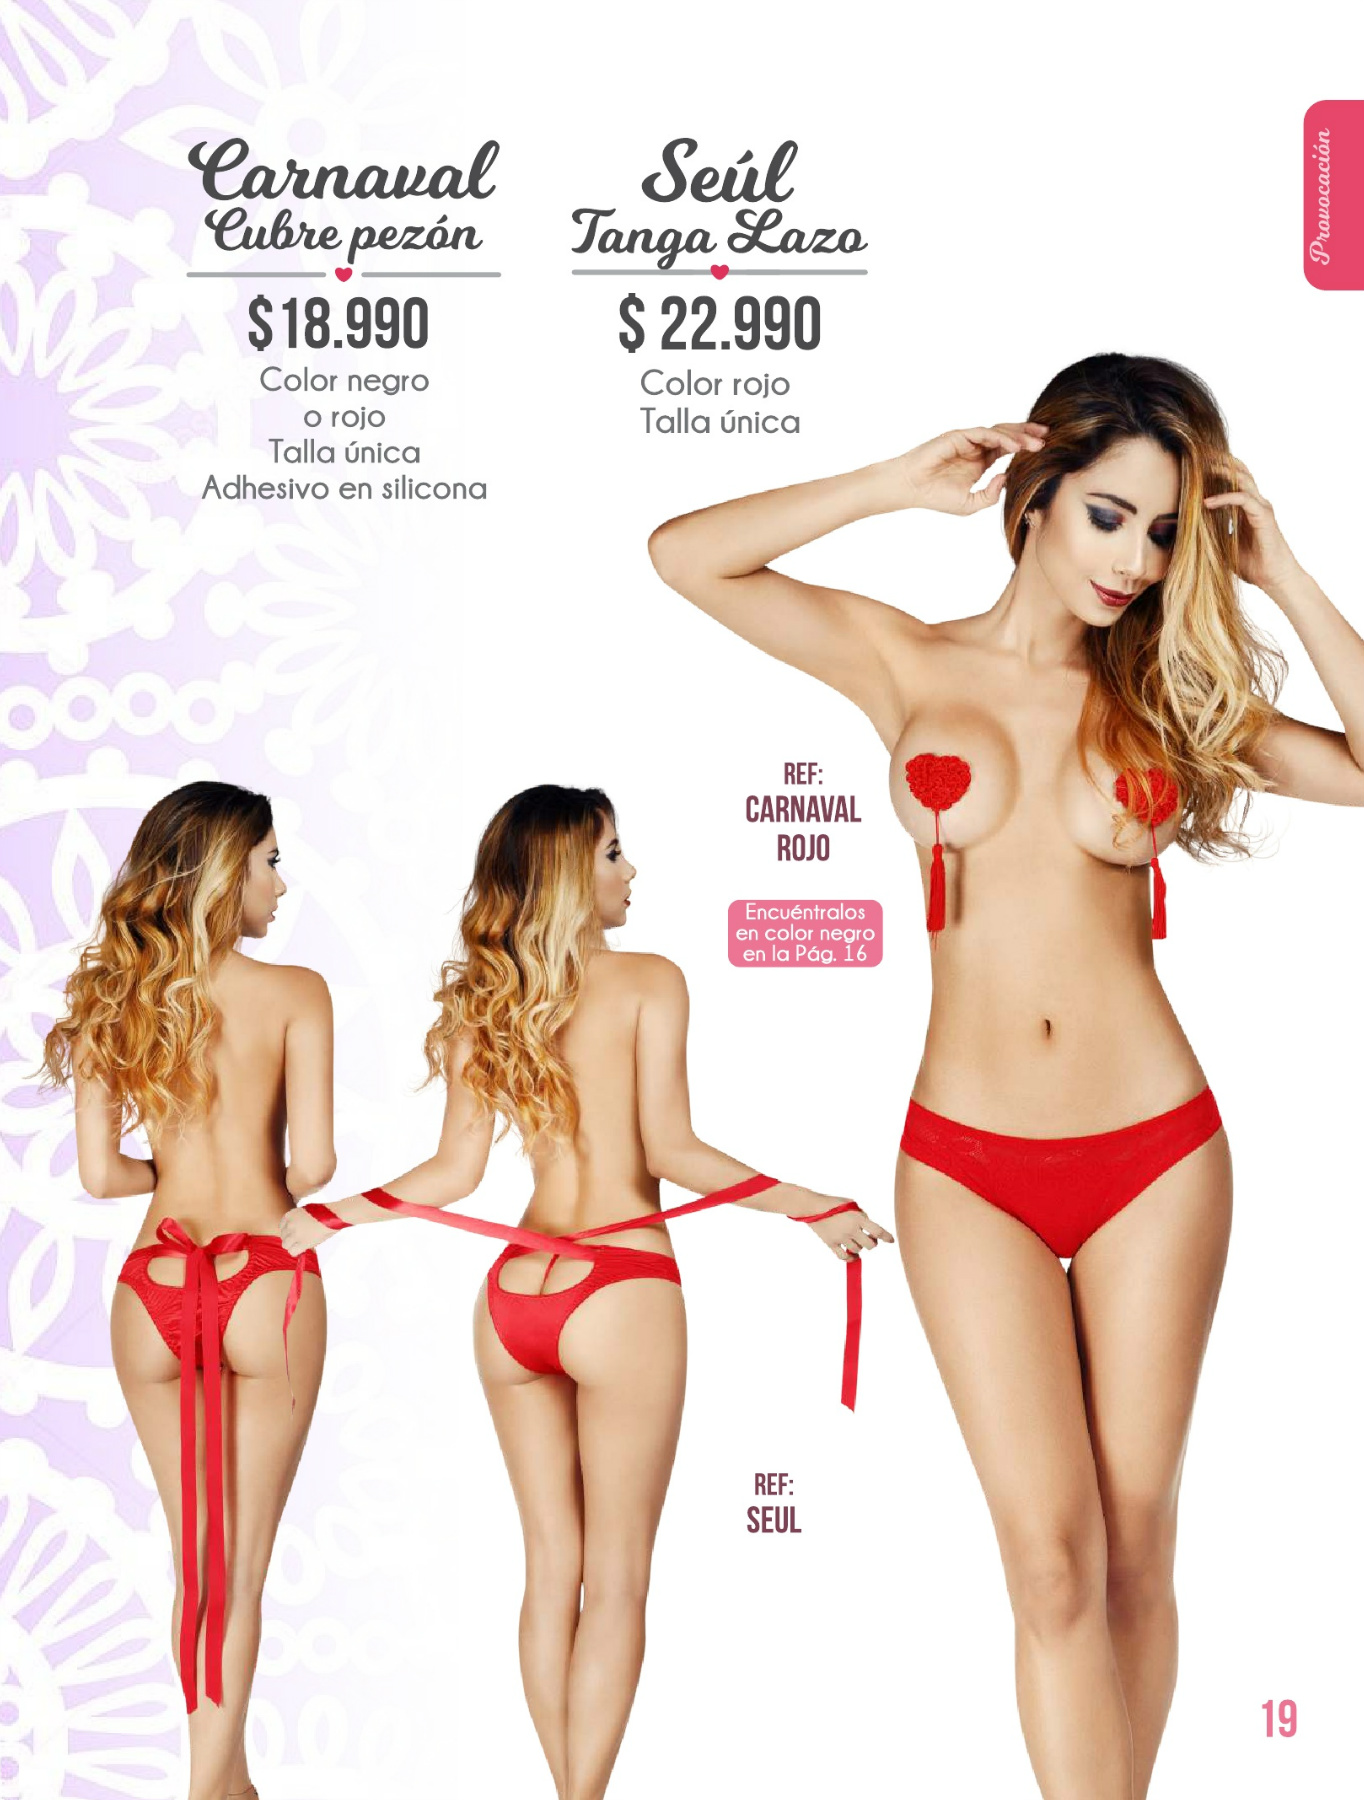 Provocación
Carnaval
Cubre pezón
$18.990
Color negro
o rojo
Talla única
Adhesivo en silicona
Seúl
Tanga Lazo
$ 22.990
Color rojo
Talla única
REF:
CARNAVAL
ROJO
Encuéntralos
en color negro
en la Pág. 16
REF:
SEUL
19